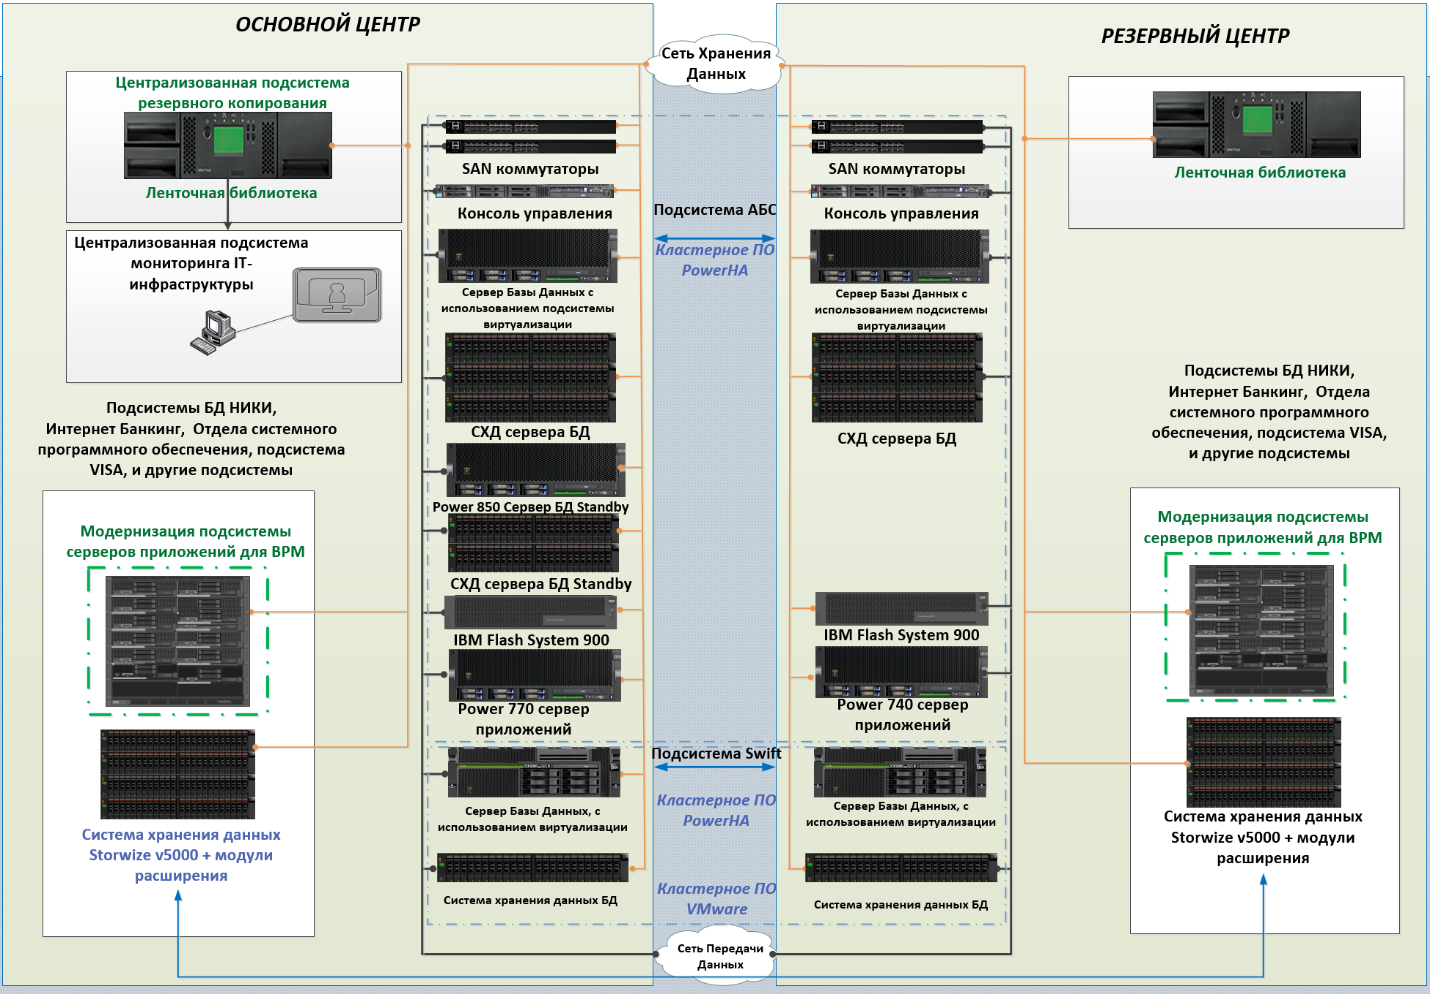 ОСНОВНОЙ ЦЕНТР
РЕЗЕРВНЫЙ ЦЕНТР
Сеть Хранения
Данных
Централизованная подсистема
резервного копирования
Ленточная библиотека
Централизованная подсистема
мониторинга IT-
инфраструктуры
Подсистемы БД НИКИ,
Интернет Банкинг, Отдела системного
программного обеспечения, подсистема
VISA, и другие подсистемы
Модернизация подсистемы
серверов приложений для BPM
Система хранения данных
Storwize v5000 + модули
расширения
SAN коммутаторы
Консоль управления
Сервер Базы Данных с
использованием подсистемы
виртуализации
СХД сервера БД
Power 850 Сервер БД Standby
СХД сервера БД Standby
IBM Flash System 900
Power 770 сервер
приложений
Сервер Базы Данных, с
использованием виртуализации
Система хранения данных БД
Подсистема АБС
Кластерное ПО
PowerHA
Подсистема Swift
Кластерное ПО
PowerHA
Кластерное ПО
VMware
Сеть Передачи
Данных
SAN коммутаторы
Консоль управления
Сервер Базы Данных с
использованием подсистемы
виртуализации
СХД сервера БД
IBM Flash System 900
Power 740 сервер
приложений
Сервер Базы Данных, с
использованием виртуализации
Система хранения данных БД
Ленточная библиотека
Подсистемы БД НИКИ,
Интернет Банкинг, Отдела
системного программного
обеспечения, подсистема VISA,
и другие подсистемы
Модернизация подсистемы
серверов приложений для BPM
Система хранения данных
Storwize v5000 + модули
расширения